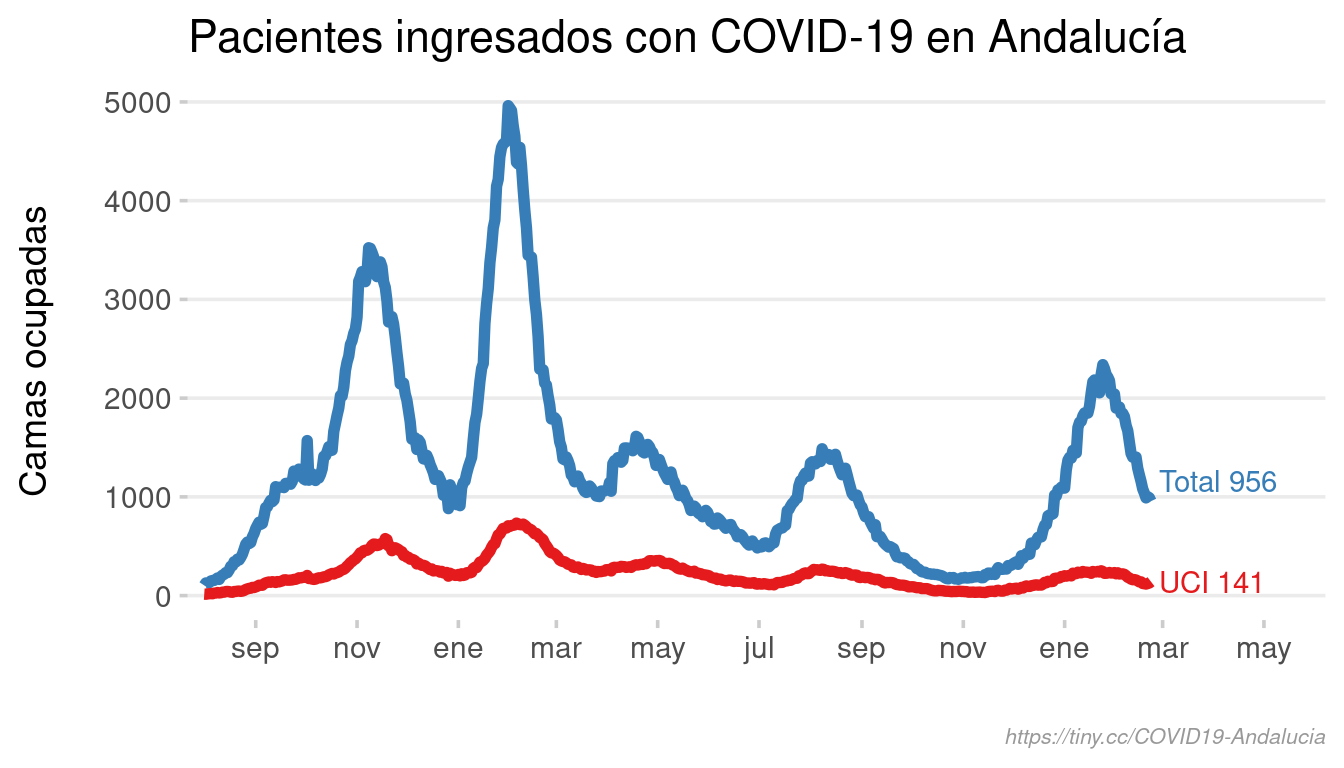 Pacientes ingresados con COVID-19 en Andalucía
Camas ocupadas
5000
4000
3000
2000
1000
0
Total 956
UCI 141
sep nov ene mar may jul sep nov ene mar may
https://tiny.cc/COVID19-Andalucia